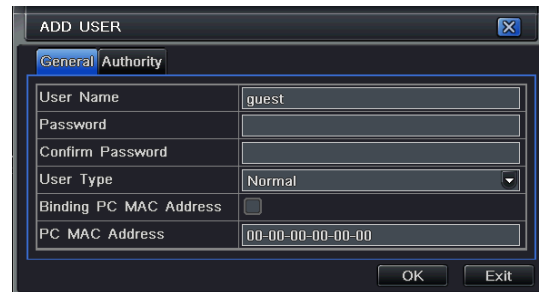 ADD USER
General Authority
User Name guest
Password
Confirm Password
User Type Normal
Binding PC MAC Address
PC MAC Address 00-00-00-00-00-00
OK Exit